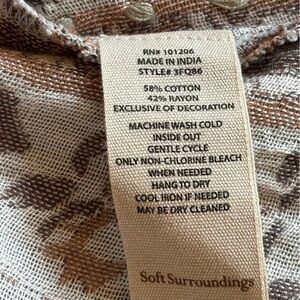 RN# 101206
MADE IN INDIA
STYLE# 3FQ86
58% COTTON
42% RAYON
EXCLUSIVE OF DECORATION
MACHINE WASH COLD
INSIDE OUT
GENTLE CYCLE
ONLY NON-CHLORINE BLEACH
WHEN NEEDED
HANG TO DRY
COOL IRON IF NEEDED
MAY BE DRY CLEANED
Soft Surroundings